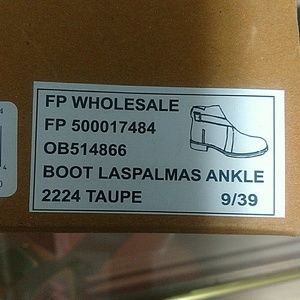 FP WHOLESALE
FP 500017484
OB514866
BOOT LASPALMAS ANKLE
2224 TAUPE 9/39